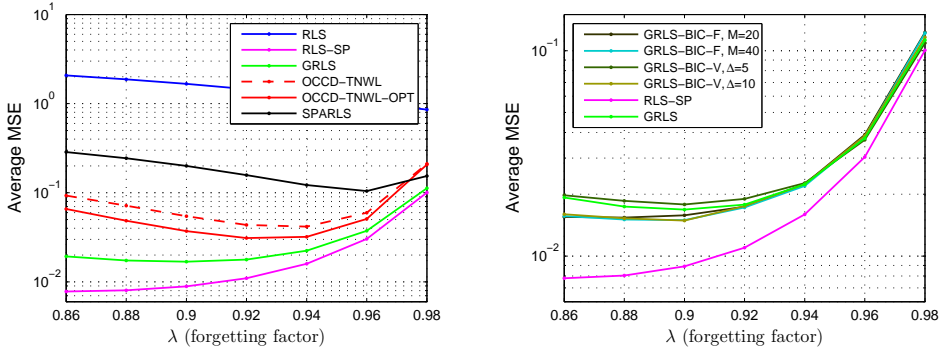 Average MSE
10^1
10^0
10^-1
10^-2
RLS
RLS-SP
GRLS
OCCD-TNWL
OCCD-TNWL-OPT
SPARLS
0.86 0.88 0.9 0.92 0.94 0.96 0.98
λ (forgetting factor)
Average MSE
10^-1
10^-2
GRLS-BIC-F, M=20
GRLS-BIC-F, M=40
GRLS-BIC-V, Δ=5
GRLS-BIC-V, Δ=10
RLS-SP
GRLS
0.86 0.88 0.9 0.92 0.94 0.96 0.98
λ (forgetting factor)